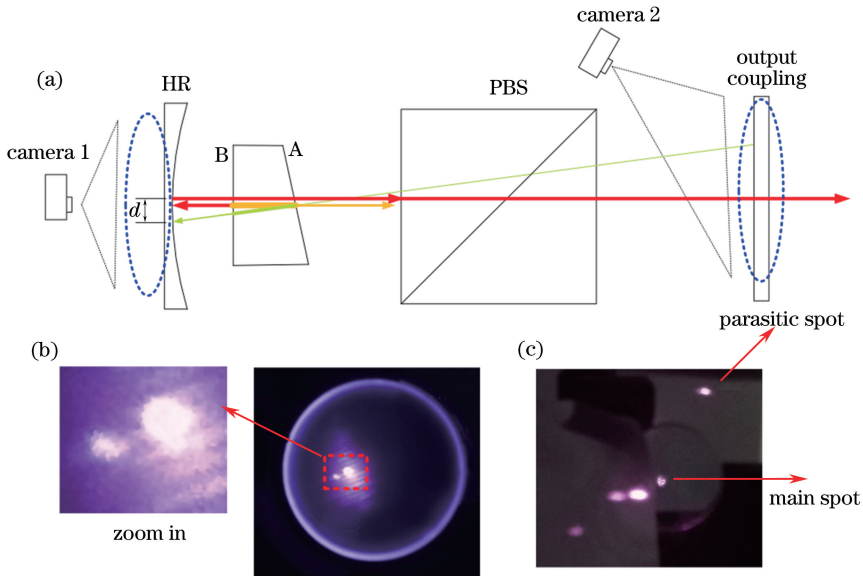 (a)
camera 1
HR
B
A
d
PBS
camera 2
output
coupling
(b)
zoom in
(c)
parasitic spot
main spot